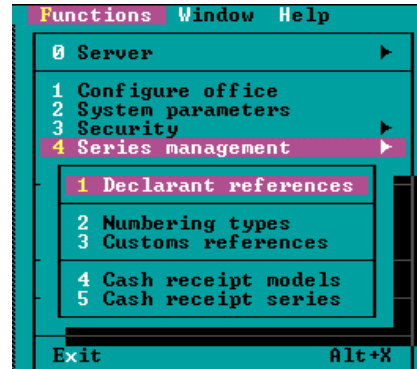 Functions Window Help
0 Server
1 Configure office
2 System parameters
3 Security
4 Series management
1 Declarant references
2 Numbering types
3 Customs references
4 Cash receipt models
5 Cash receipt series
Exit Alt+X